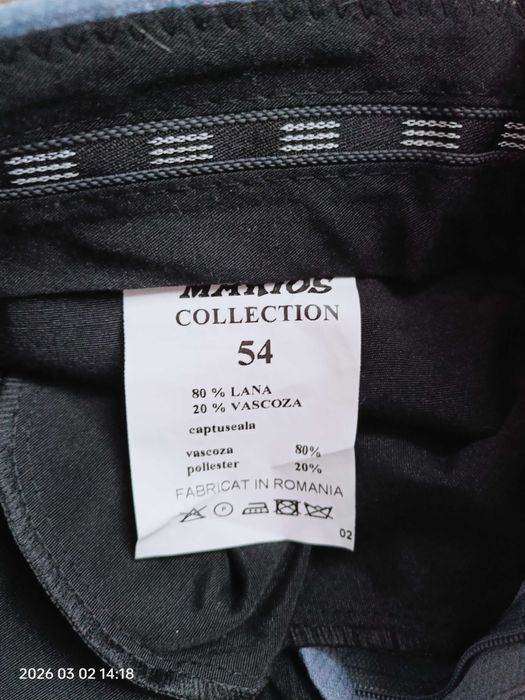 MARIOS
COLLECTION
54
80 % LANA
20 % VASCOZA
captuseala
vascoza 80%
poliester 20%
FABRICAT IN ROMANIA
P
02
2026 03 02 14:18